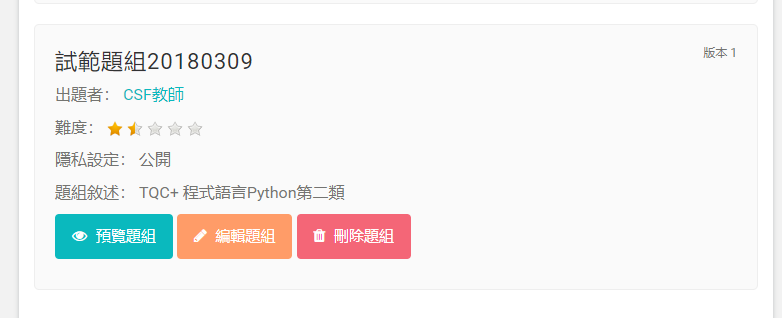 試範題組20180309
版本 1
出題者： CSF教師
難度：
隱私設定： 公開
題組敘述： TQC+ 程式語言Python第二類
預覽題組 編輯題組 刪除題組